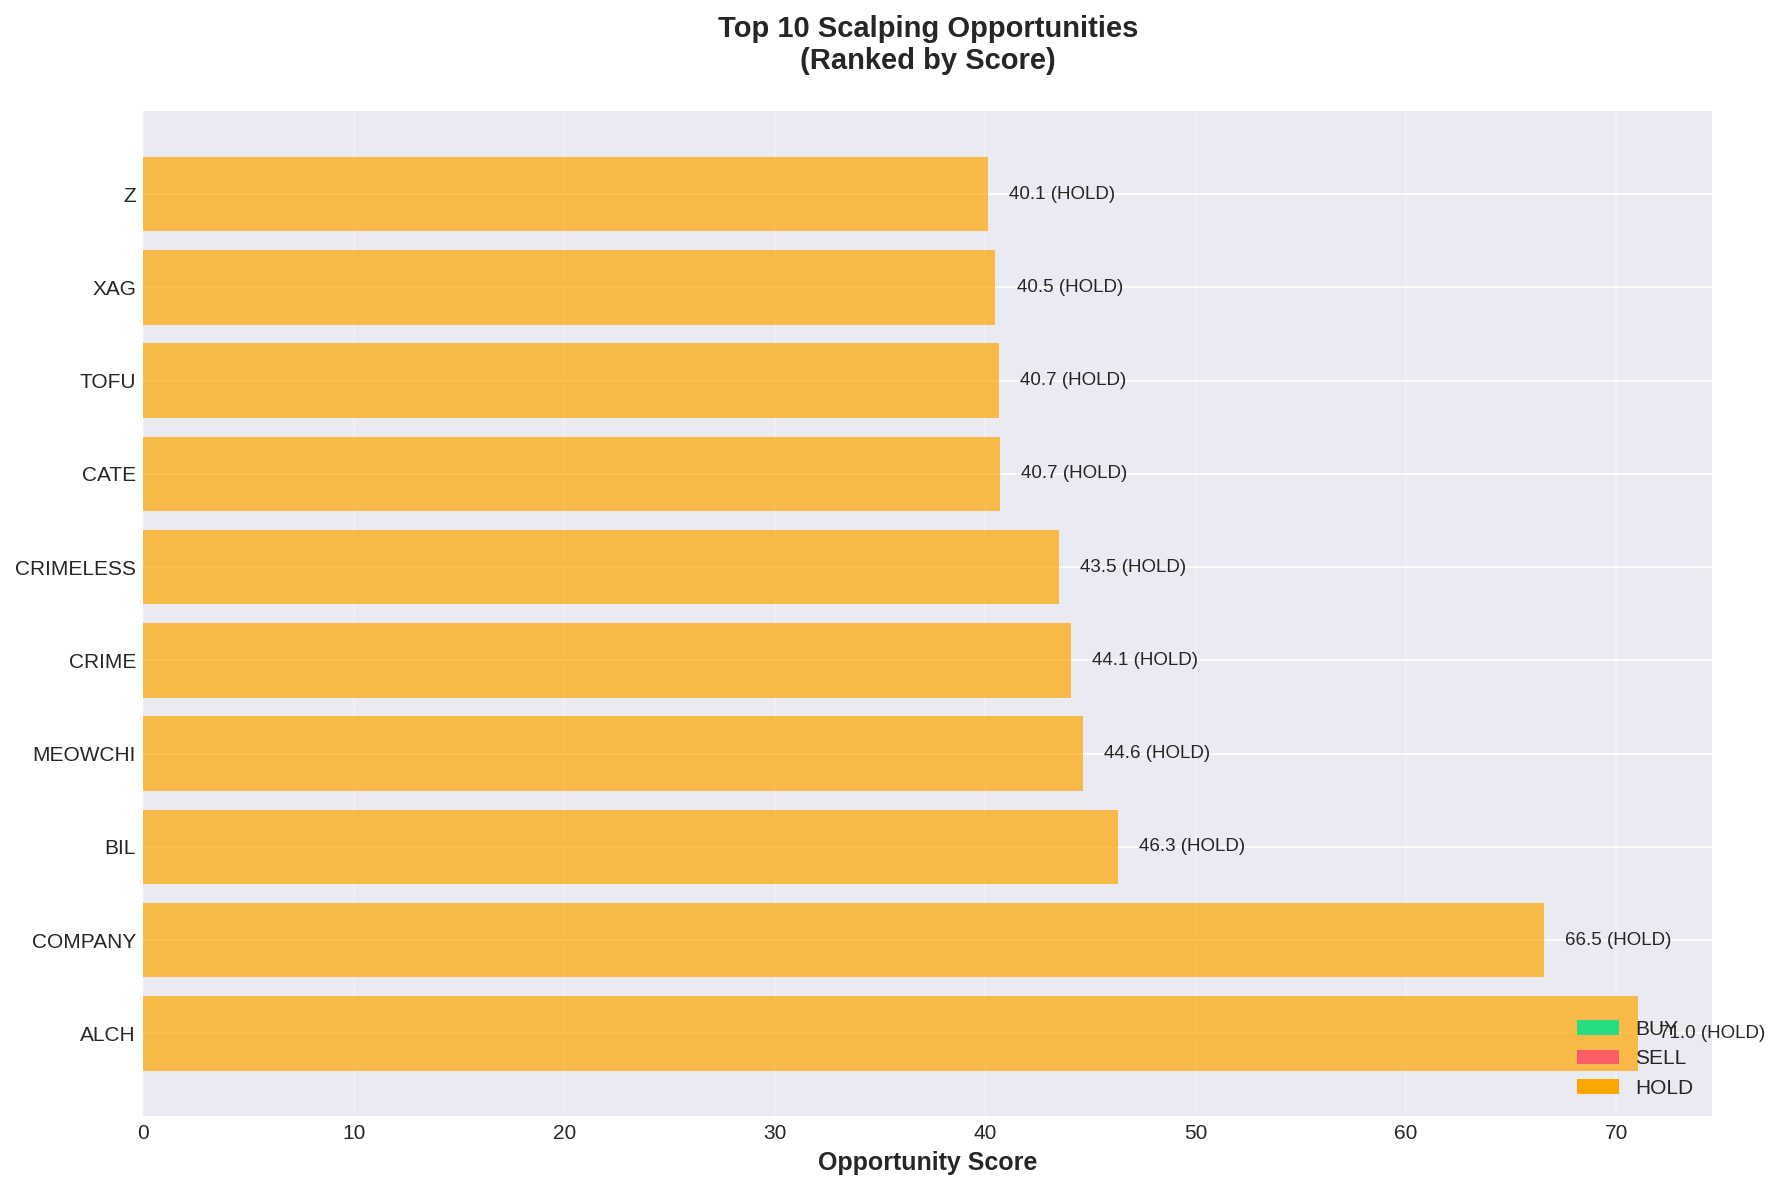 Top 10 Scalping Opportunities
(Ranked by Score)
Z
40.1 (HOLD)
XAG
40.5 (HOLD)
TOFU
40.7 (HOLD)
CATE
40.7 (HOLD)
CRIMELESS
43.5 (HOLD)
CRIME
44.1 (HOLD)
MEOWCHI
44.6 (HOLD)
BIL
46.3 (HOLD)
COMPANY
66.5 (HOLD)
ALCH
71.0 (HOLD)
BUY
SELL
HOLD
0 10 20 30 40 50 60 70
Opportunity Score